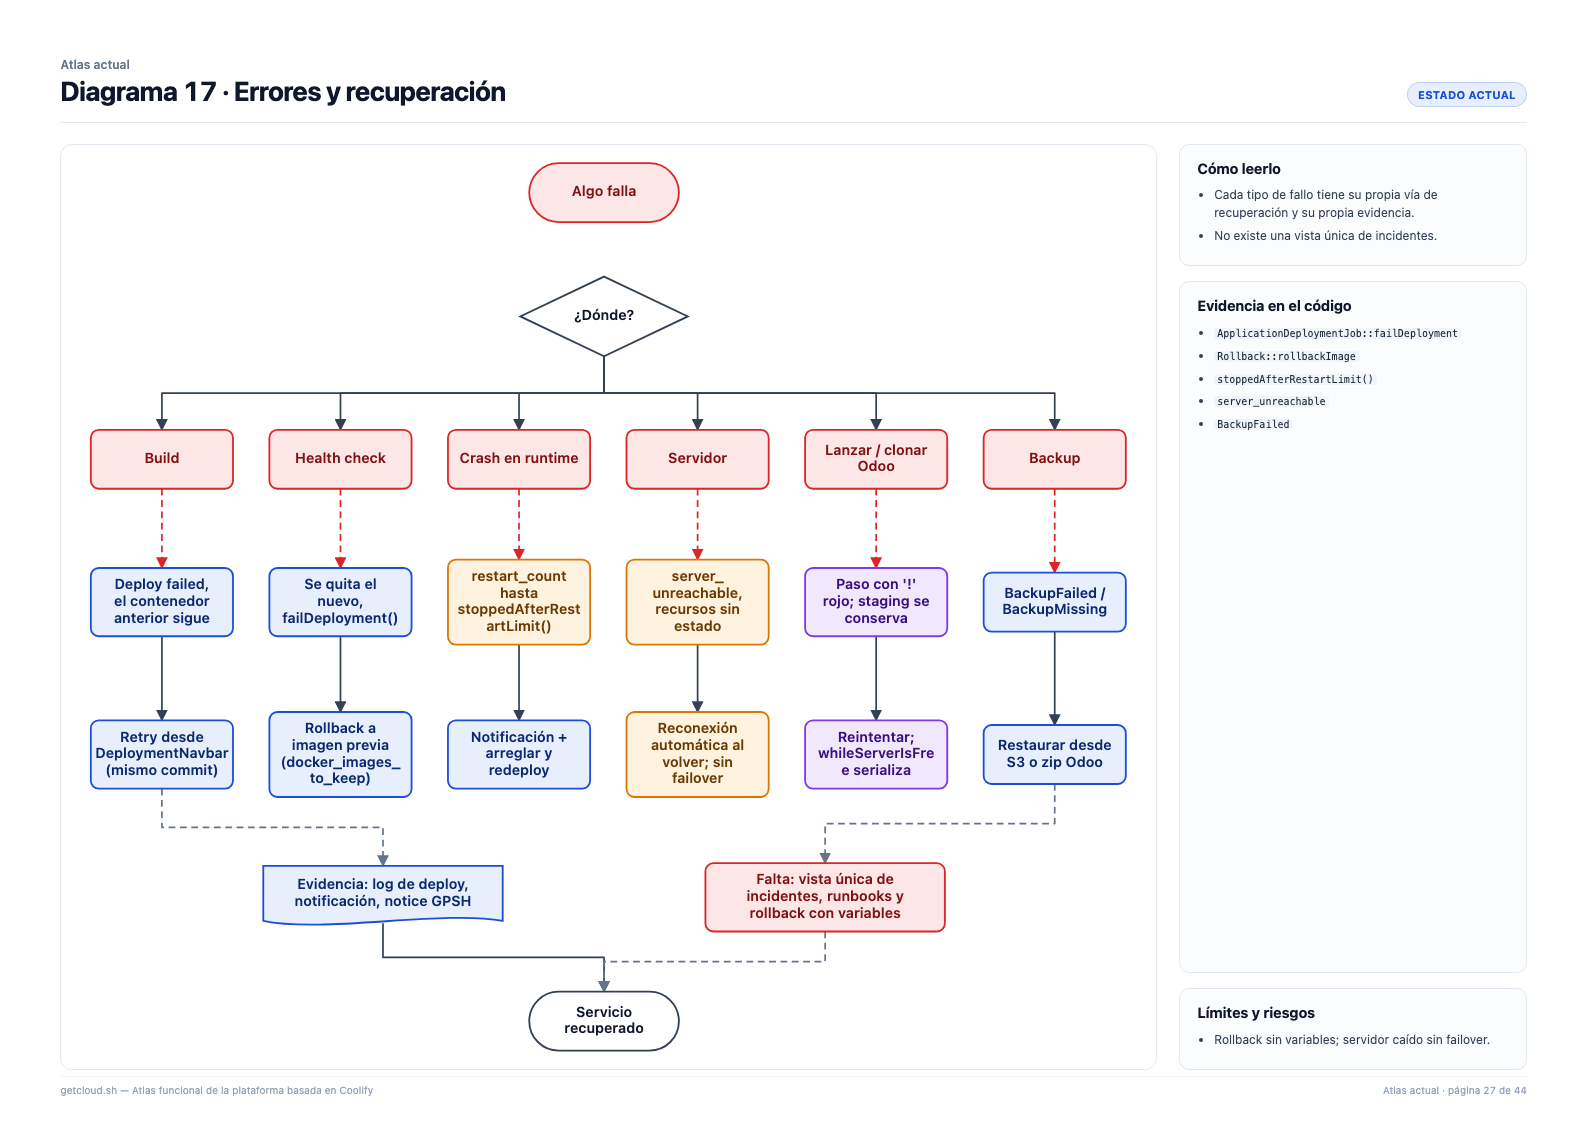 Atlas actual
Diagrama 17 · Errores y recuperación
ESTADO ACTUAL
Algo falla
¿Dónde?
Build
Health check
Crash en runtime
Servidor
Lanzar / clonar
Odoo
Backup
Deploy failed,
el contenedor
anterior sigue
Se quita el
nuevo,
failDeployment()
restart_count
hasta
stoppedAfterRest
artLimit()
server_
unreachable,
recursos sin
estado
Paso con '!'
rojo; staging se
conserva
BackupFailed /
BackupMissing
Retry desde
DeploymentNavbar
(mismo commit)
Rollback a
imagen previa
(docker_images_
to_keep)
Notificación +
arreglar y
redeploy
Reconexión
automática al
volver; sin
failover
Reintentar;
whileServerIsFre
e serializa
Restaurar desde
S3 o zip Odoo
Evidencia: log de deploy,
notificación, notice GPSH
Falta: vista única de
incidentes, runbooks y
rollback con variables
Servicio
recuperado
Cómo leerlo
• Cada tipo de fallo tiene su propia vía de
recuperación y su propia evidencia.
• No existe una vista única de incidentes.
Evidencia en el código
• ApplicationDeploymentJob::failDeployment
• Rollback::rollbackImage
• stoppedAfterRestartLimit()
• server_unreachable
• BackupFailed
Límites y riesgos
• Rollback sin variables; servidor caído sin failover.
getcloud.sh — Atlas funcional de la plataforma basada en Coolify
Atlas actual · página 27 de 44